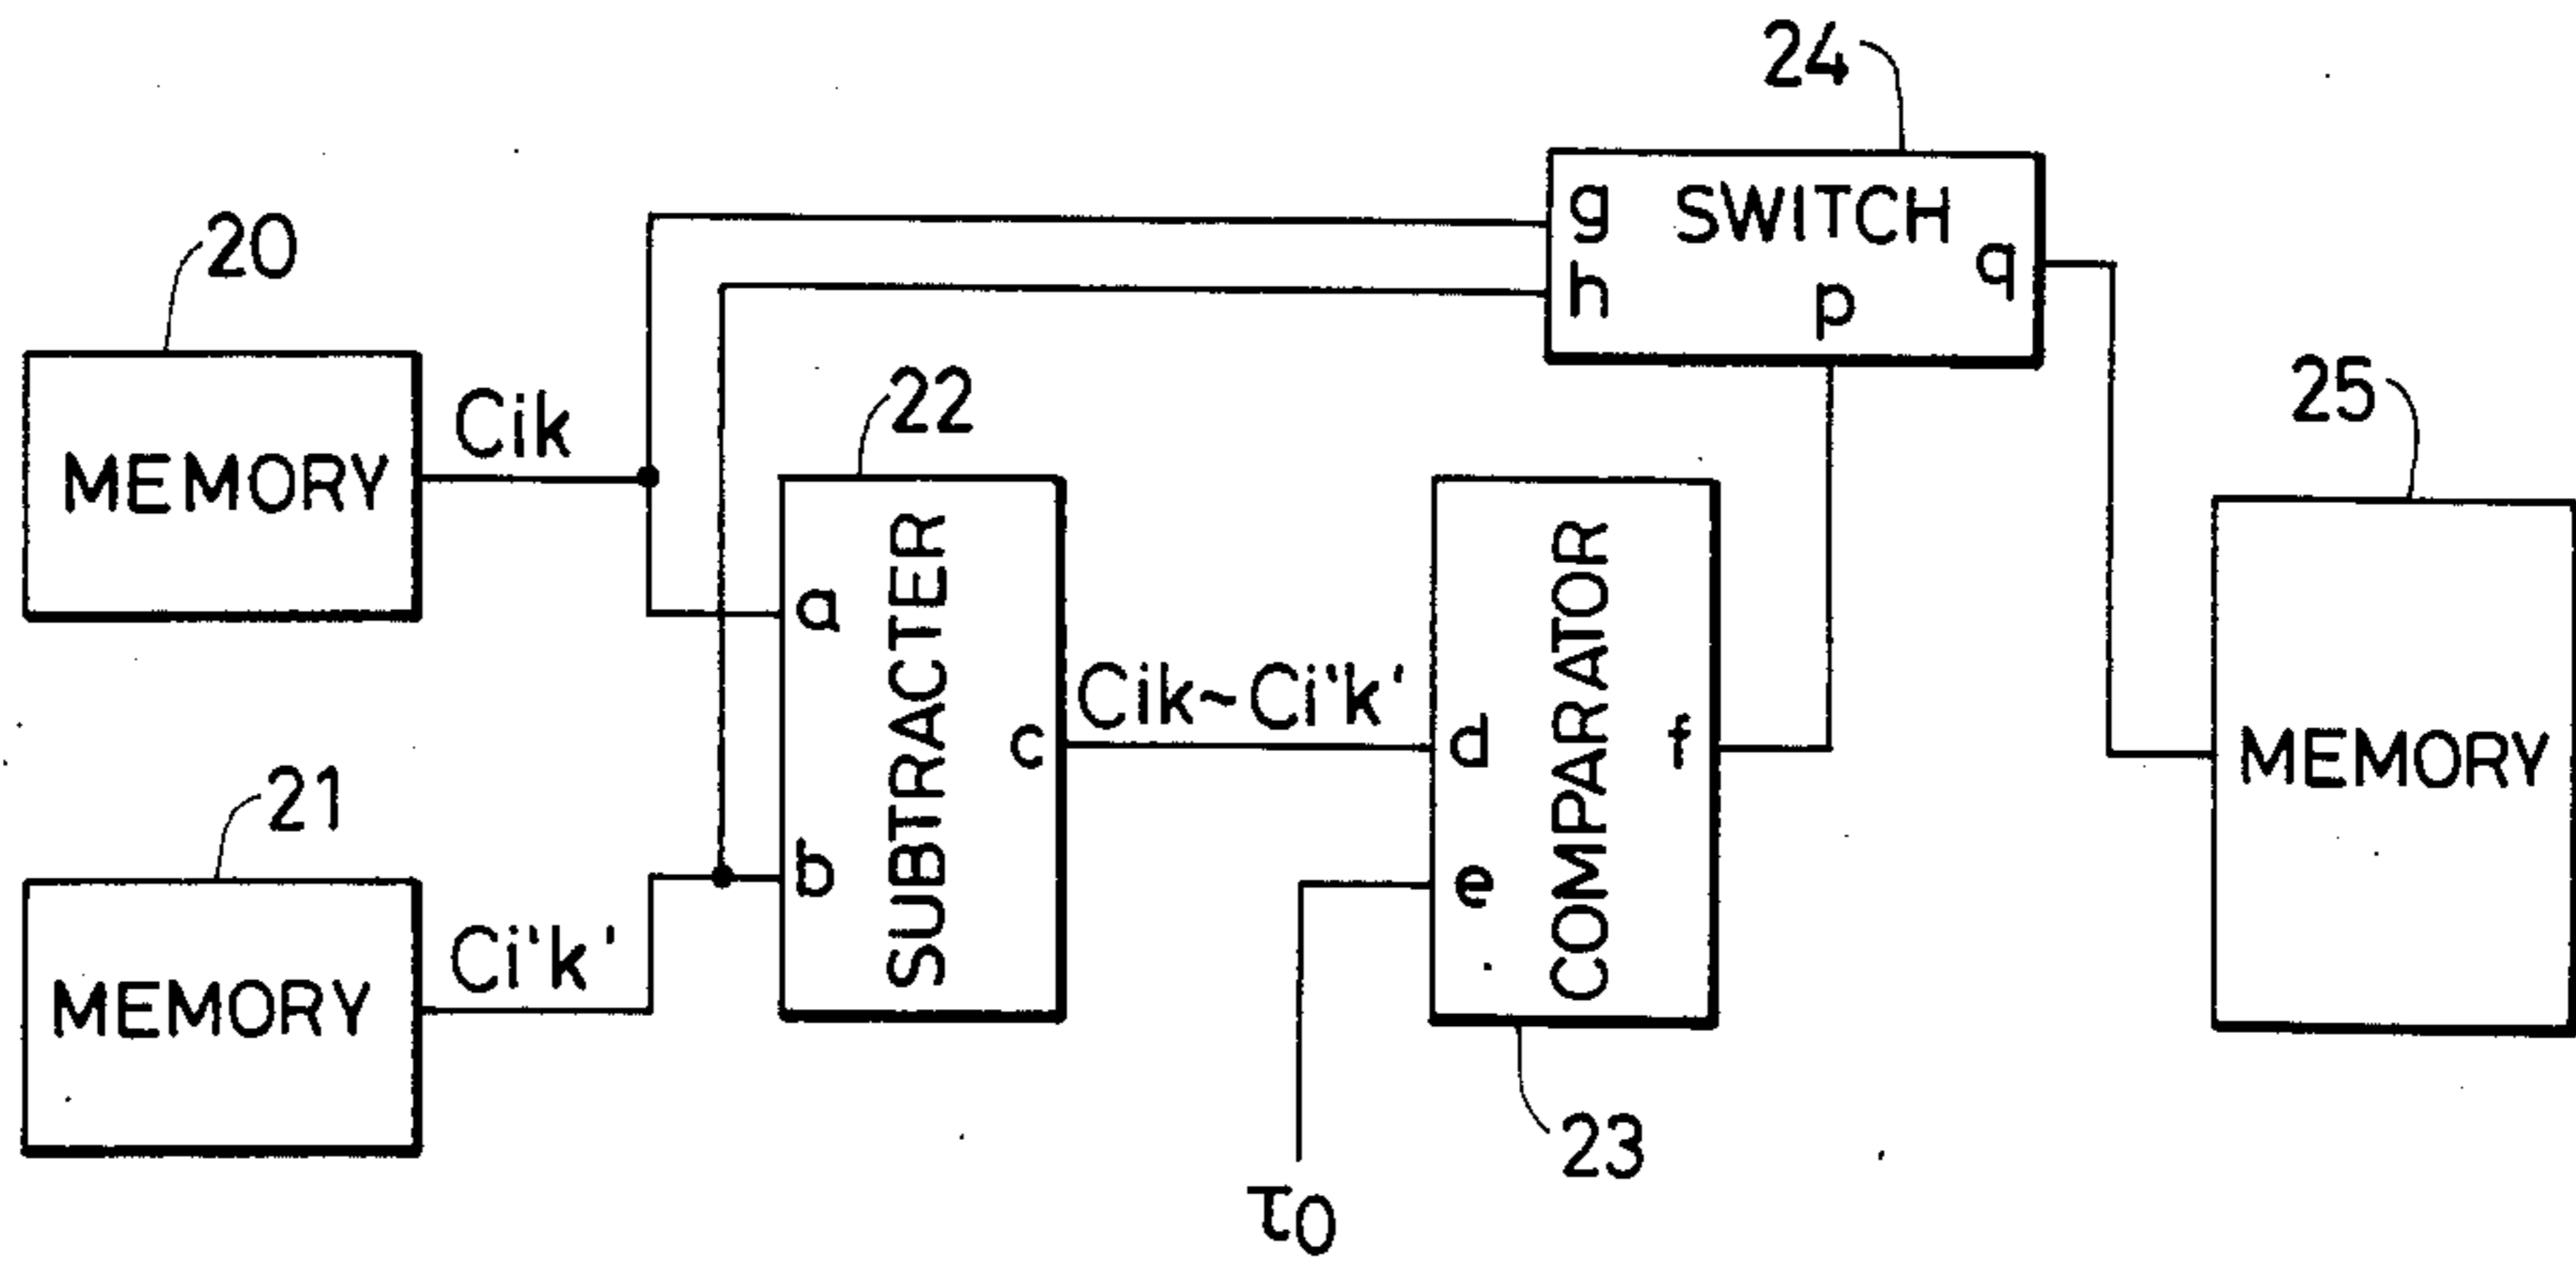 24
g SWITCH
h p q
20
MEMORY
Cik
22
a
SUBTRACTER
b
c
Cik~Ci'k'
d
COMPARATOR
e
f
25
MEMORY
21
MEMORY
Ci'k'
23
τ0